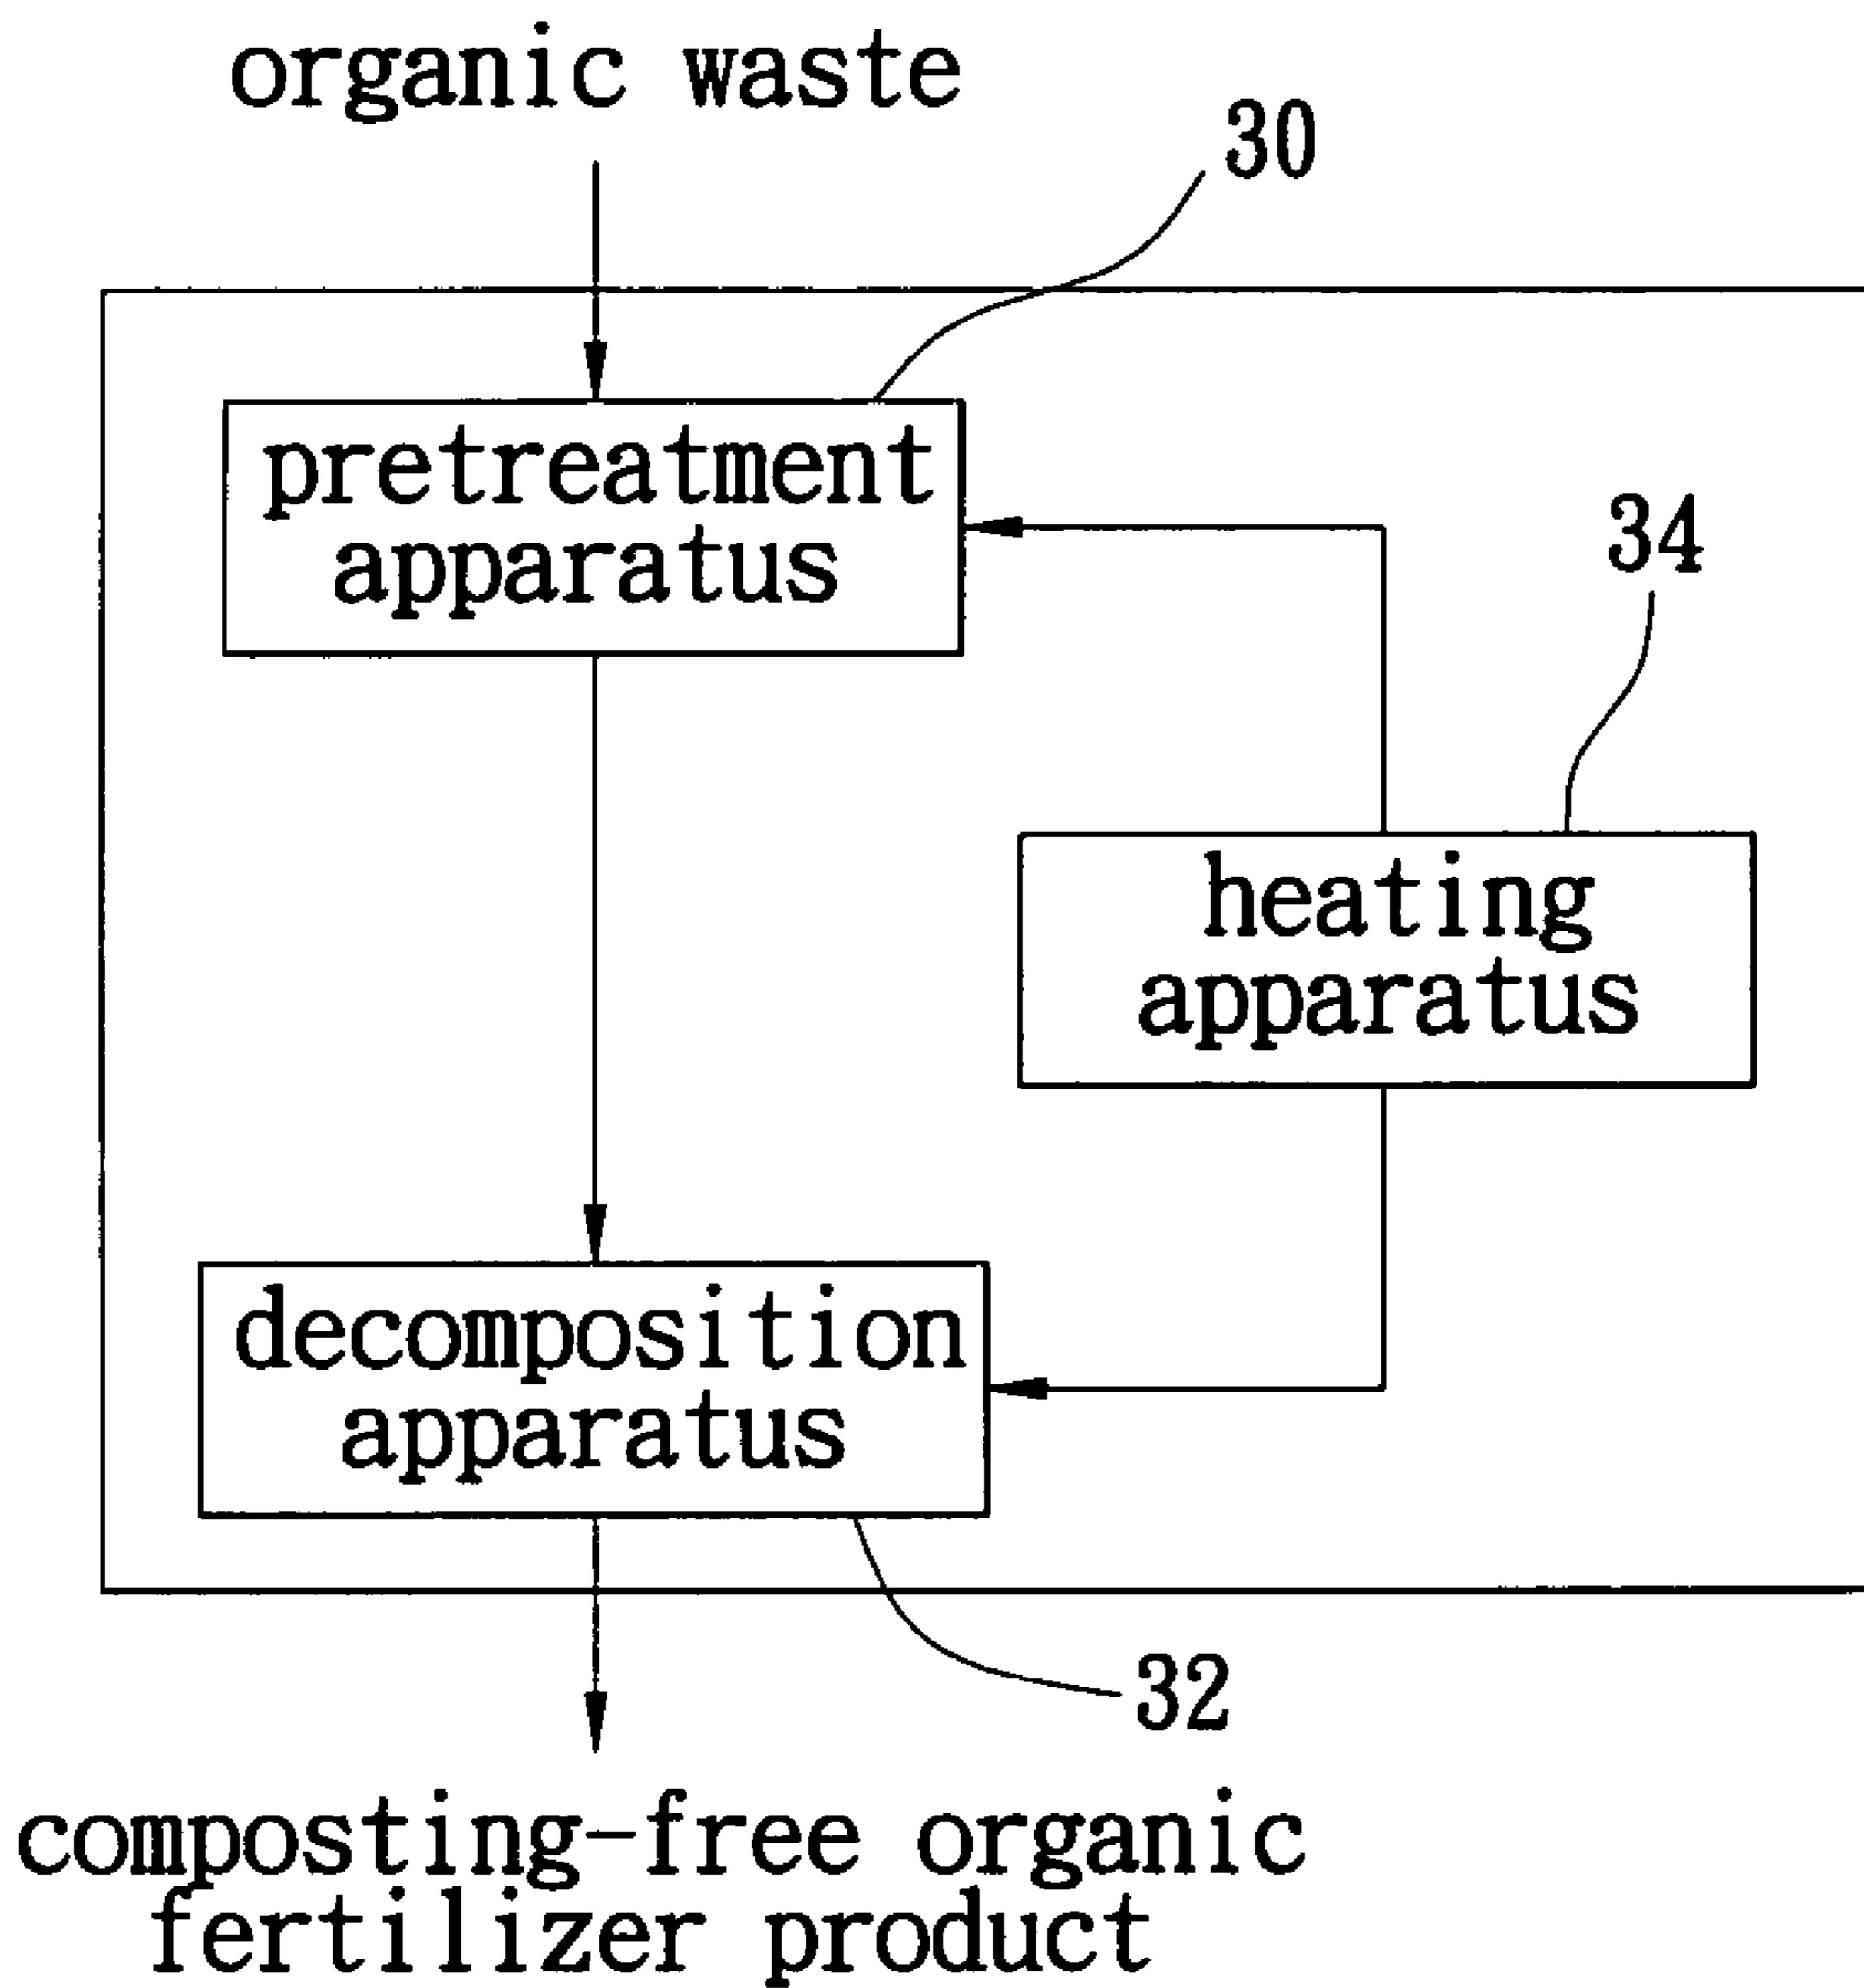 organic waste
30
pretreatment
apparatus
34
heating
apparatus
decomposition
apparatus
32
composting-free organic
fertilizer product